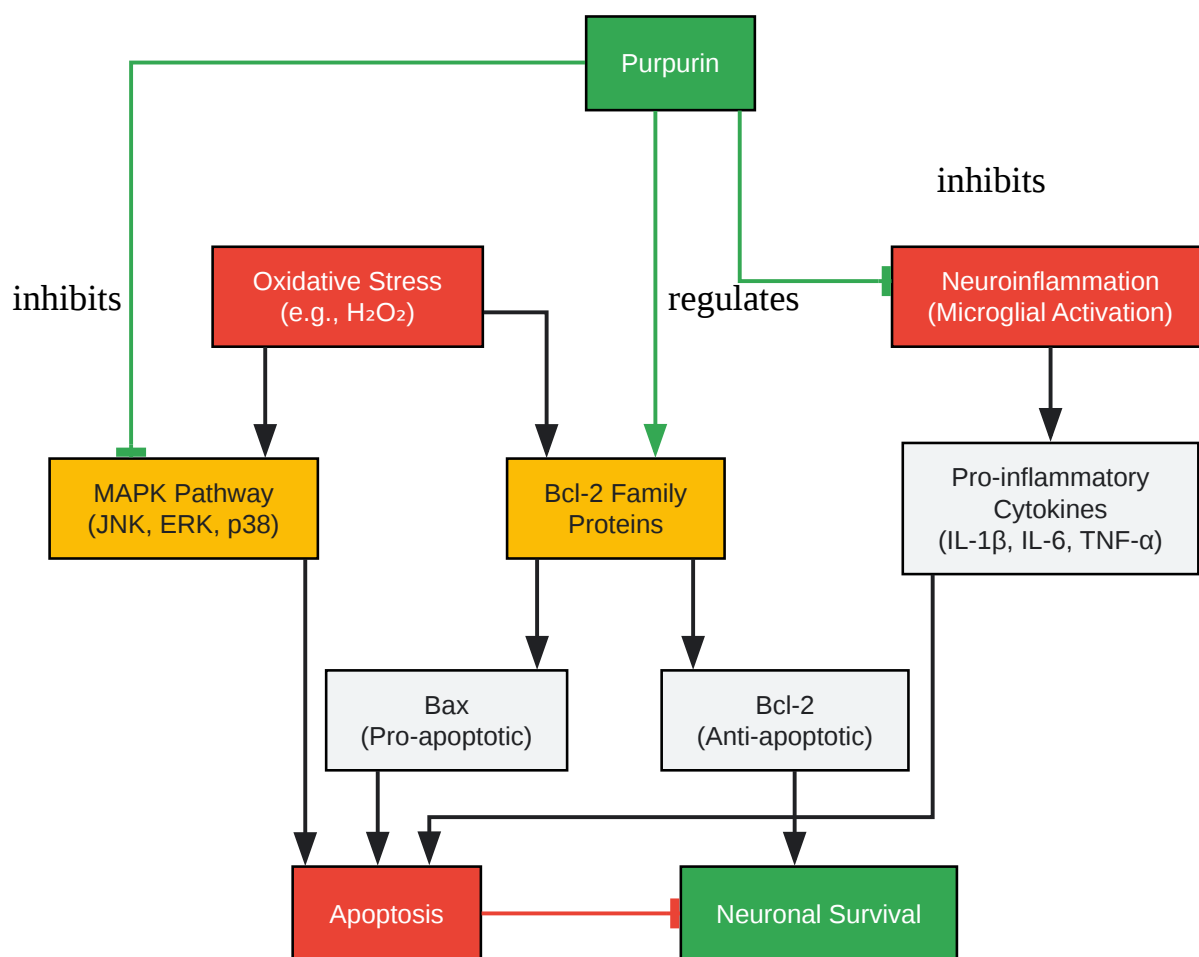 Purpurin
inhibits
Oxidative Stress
(e.g., H₂O₂)
Neuroinflammation
(Microglial Activation)
inhibits
regulates
MAPK Pathway
(JNK, ERK, p38)
Bcl-2 Family
Proteins
Pro-inflammatory
Cytokines
(IL-1β, IL-6, TNF-α)
Bax
(Pro-apoptotic)
Bcl-2
(Anti-apoptotic)
Apoptosis
Neuronal Survival